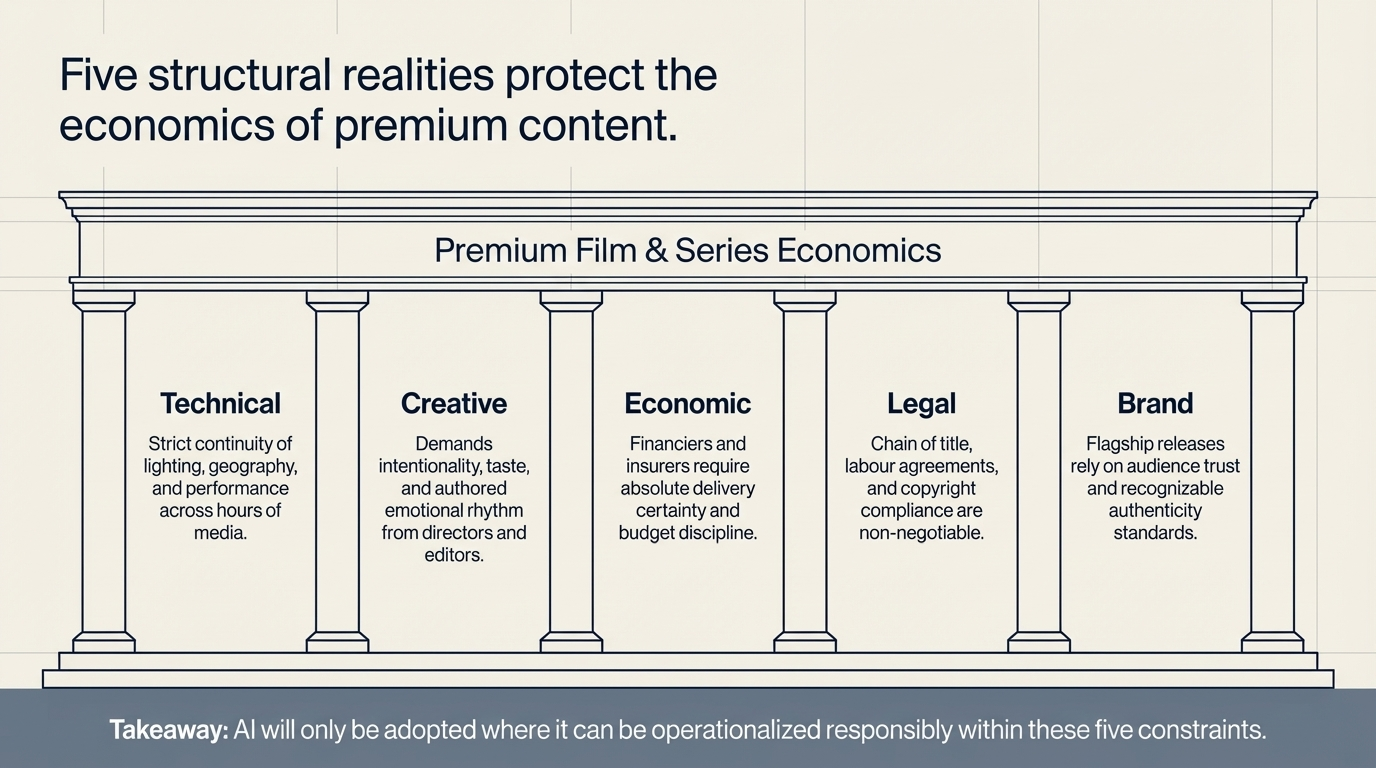 Five structural realities protect the
economics of premium content.
Premium Film & Series Economics
Technical
Strict continuity of
lighting, geography,
and performance
across hours of
media.
Creative
Demands
intentionality, taste,
and authored
emotional rhythm
from directors and
editors.
Economic
Financiers and
insurers require
absolute delivery
certainty and
budget discipline.
Legal
Chain of title,
labour agreements,
and copyright
compliance are
non-negotiable.
Brand
Flagship releases
rely on audience trust
and recognizable
authenticity
standards.
Takeaway: AI will only be adopted where it can be operationalized responsibly within these five constraints.